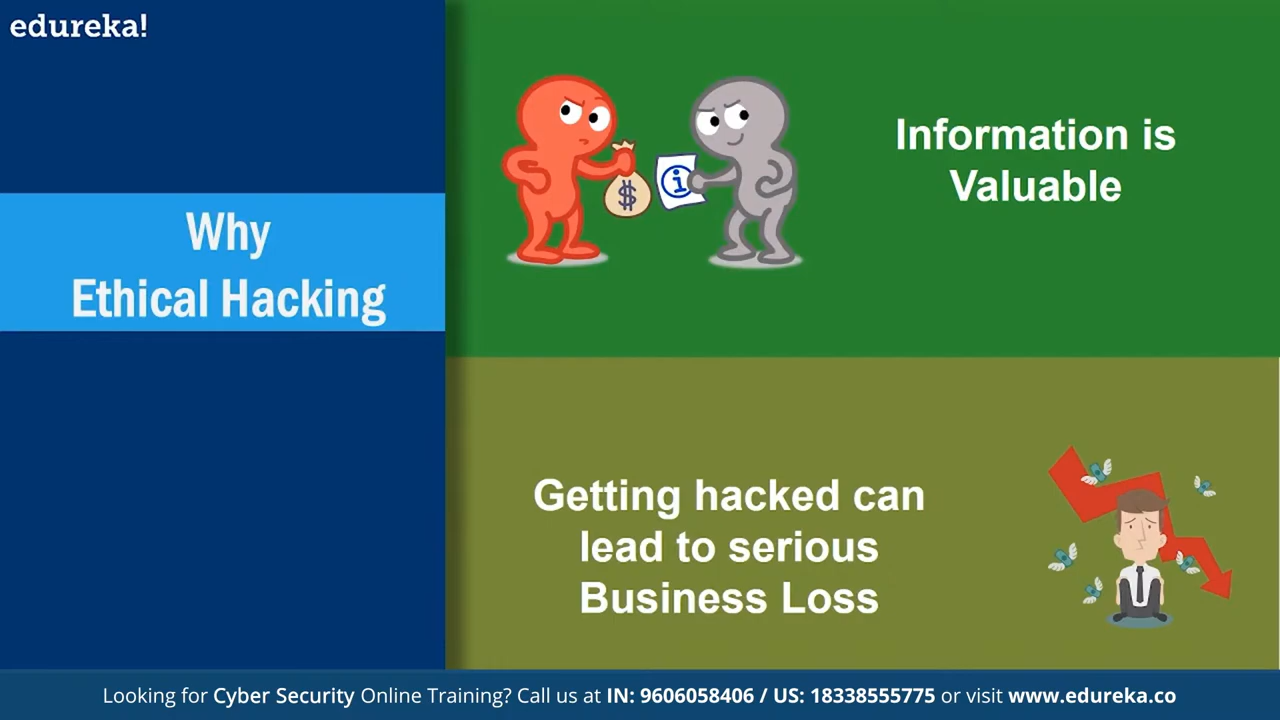 edureka!
Why
Ethical Hacking
Information is
Valuable
$
i
Getting hacked can
lead to serious
Business Loss
Looking for Cyber Security Online Training? Call us at IN: 9606058406 / US: 18338555775 or visit www.edureka.co